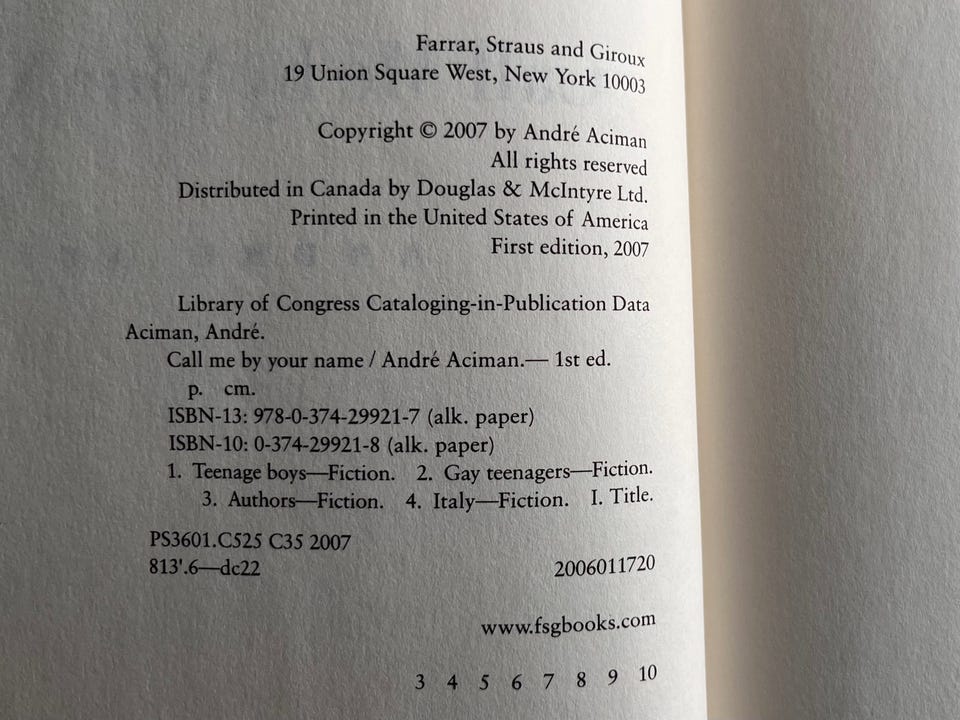 Farrar, Straus and Giroux
19 Union Square West, New York 10003
Copyright © 2007 by André Aciman
All rights reserved
Distributed in Canada by Douglas & McIntyre Ltd.
Printed in the United States of America
First edition, 2007
Library of Congress Cataloging-in-Publication Data
Aciman, André.
Call me by your name / André Aciman.— 1st ed.
p. cm.
ISBN-13: 978-0-374-29921-7 (alk. paper)
ISBN-10: 0-374-29921-8 (alk. paper)
1. Teenage boys—Fiction. 2. Gay teenagers—Fiction.
3. Authors—Fiction. 4. Italy—Fiction. I. Title.
PS3601.C525 C35 2007
813'.6—dc22 2006011720
www.fsgbooks.com
3 4 5 6 7 8 9 10